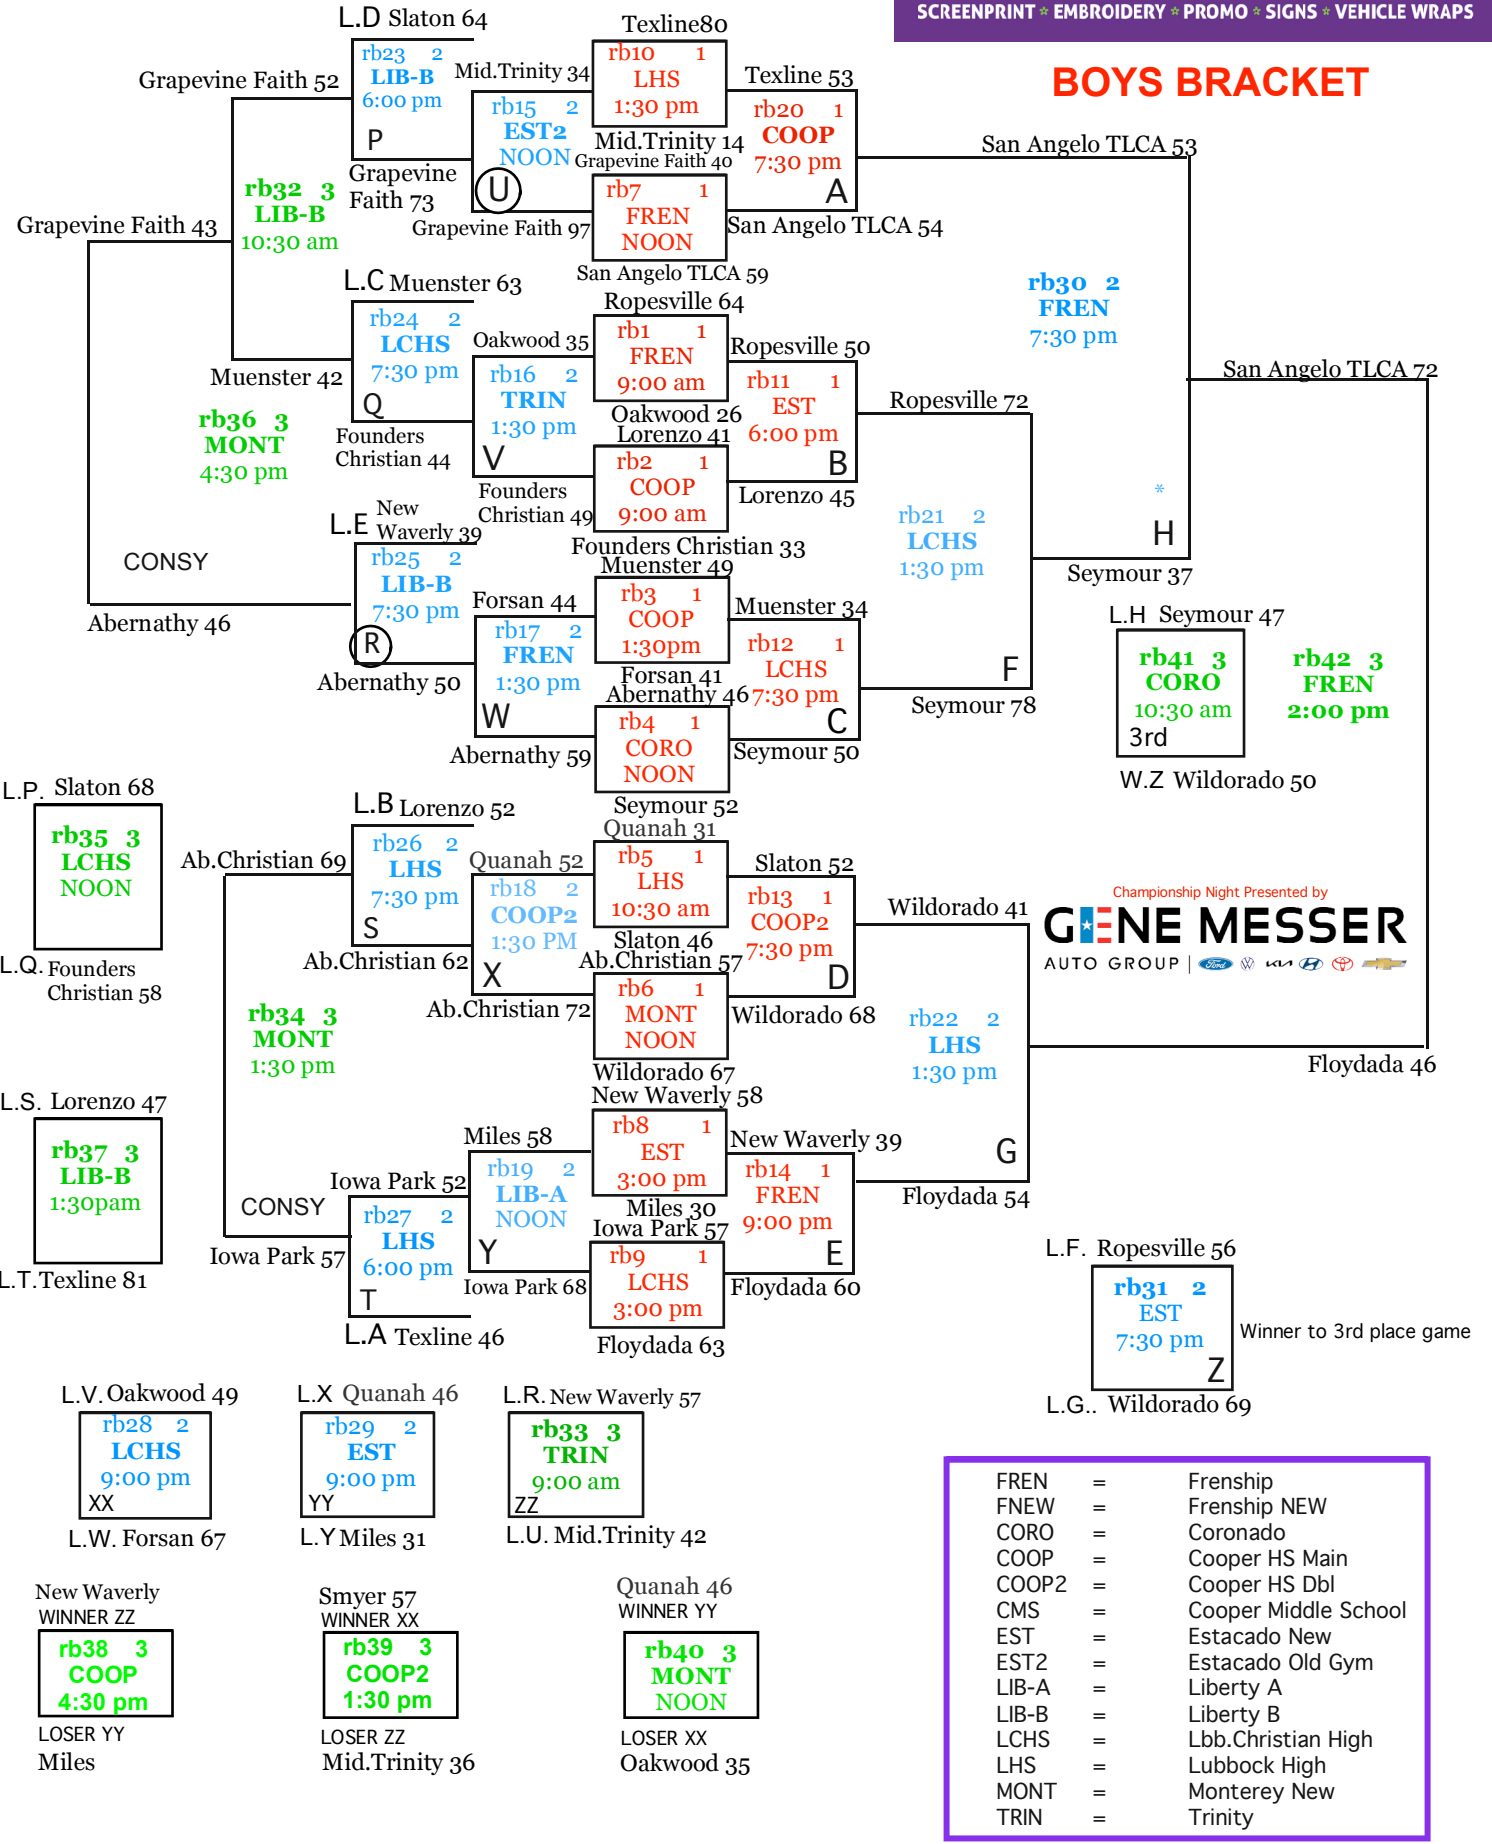 SCREENPRINT * EMBROIDERY * PROMO * SIGNS * VEHICLE WRAPS
BOYS BRACKET
L.D Slaton 64
rb23 2
LIB-B
6:00 pm
P
Grapevine
Faith 73
Grapevine Faith 52
rb32 3
LIB-B
10:30 am
Grapevine Faith 43
L.C Muenster 63
rb24 2
LCHS
7:30 pm
Q
Founders
Christian 44
Muenster 42
rb36 3
MONT
4:30 pm
CONSY
L.E New
Waverly 39
rb25 2
LIB-B
7:30 pm
R
Abernathy 50
Abernathy 46
Mid.Trinity 34
rb15 2
EST2
NOON
U
Grapevine Faith 97
Oakwood 35
rb16 2
TRIN
1:30 pm
V
Founders
Christian 49
Forsan 44
rb17 2
FREN
1:30 pm
W
Abernathy 59
Texline80
rb10 1
LHS
1:30 pm
Mid.Trinity 14
Grapevine Faith 40
rb7 1
FREN
NOON
San Angelo TLCA 59
Ropesville 64
rb1 1
FREN
9:00 am
Oakwood 26
Lorenzo 41
rb2 1
COOP
9:00 am
Founders Christian 33
Muenster 49
rb3 1
COOP
1:30pm
Forsan 41
Abernathy 46
rb4 1
CORO
NOON
Seymour 52
Texline 53
rb20 1
COOP
7:30 pm
A
San Angelo TLCA 54
Ropesville 50
rb11 1
EST
6:00 pm
B
Lorenzo 45
Muenster 34
rb12 1
LCHS
7:30 pm
C
Seymour 50
San Angelo TLCA 53
rb30 2
FREN
7:30 pm
*
H
Ropesville 72
rb21 2
LCHS
1:30 pm
F
Seymour 78
Seymour 37
San Angelo TLCA 72
L.H Seymour 47
rb41 3
CORO
10:30 am
3rd
W.Z Wildorado 50
rb42 3
FREN
2:00 pm
L.P. Slaton 68
rb35 3
LCHS
NOON
L.Q. Founders
Christian 58
L.S. Lorenzo 47
rb37 3
LIB-B
1:30pam
L.T. Texline 81
L.B Lorenzo 52
rb26 2
LHS
7:30 pm
S
Ab.Christian 62
Ab.Christian 69
rb34 3
MONT
1:30 pm
CONSY
Iowa Park 57
Iowa Park 52
rb27 2
LHS
6:00 pm
T
L.A Texline 46
Quanah 52
rb18 2
COOP2
1:30 PM
X
Ab.Christian 72
Miles 58
rb19 2
LIB-A
NOON
Y
Iowa Park 68
Quanah 31
rb5 1
LHS
10:30 am
Slaton 46
Ab.Christian 57
rb6 1
MONT
NOON
Wildorado 67
New Waverly 58
rb8 1
EST
3:00 pm
Miles 30
Iowa Park 57
rb9 1
LCHS
3:00 pm
Floydada 63
Slaton 52
rb13 1
COOP2
7:30 pm
D
Wildorado 68
New Waverly 39
rb14 1
FREN
9:00 pm
E
Floydada 60
Wildorado 41
rb22 2
LHS
1:30 pm
G
Floydada 54
Floydada 46
Championship Night Presented by
GENE MESSER
AUTO GROUP | Ford KIA
L.F. Ropesville 56
rb31 2
EST
7:30 pm
Z
Winner to 3rd place game
L.G.. Wildorado 69
L.V. Oakwood 49
rb28 2
LCHS
9:00 pm
XX
L.W. Forsan 67
L.X Quanah 46
rb29 2
EST
9:00 pm
YY
L.Y Miles 31
L.R. New Waverly 57
rb33 3
TRIN
9:00 am
ZZ
L.U. Mid.Trinity 42
New Waverly
WINNER ZZ
rb38 3
COOP
4:30 pm
LOSER YY
Miles
Smyer 57
WINNER XX
rb39 3
COOP2
1:30 pm
LOSER ZZ
Mid.Trinity 36
Quanah 46
WINNER YY
rb40 3
MONT
NOON
LOSER XX
Oakwood 35
FREN = Frenship
FNEW = Frenship NEW
CORO = Coronado
COOP = Cooper HS Main
COOP2 = Cooper HS Dbl
CMS = Cooper Middle School
EST = Estacado New
EST2 = Estacado Old Gym
LIB-A = Liberty A
LIB-B = Liberty B
LCHS = Lbb.Christian High
LHS = Lubbock High
MONT = Monterey New
TRIN = Trinity